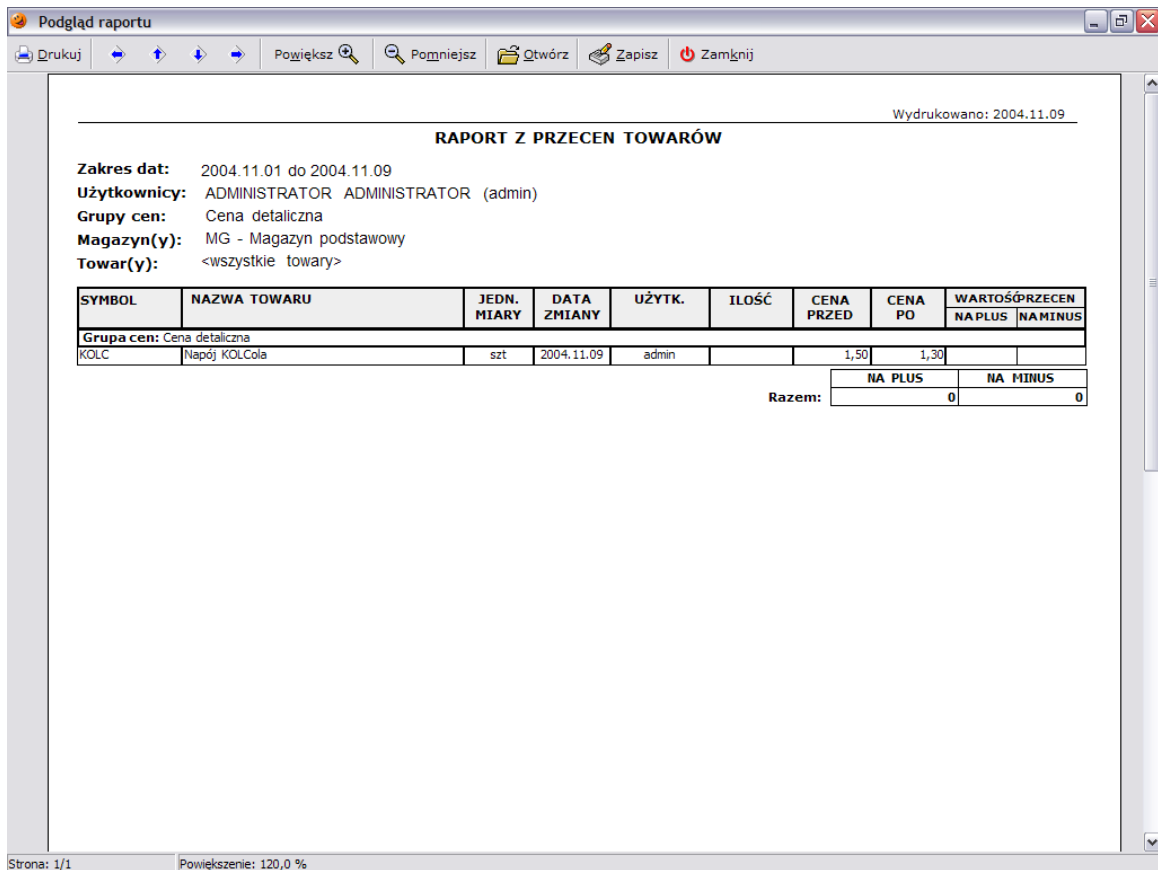 Podgląd raportu
Drukuj Powiększ Pomniejsz Otwórz Zapisz Zamknij
Wydrukowano: 2004.11.09
RAPORT Z PRZECEN TOWARÓW
Zakres dat: 2004.11.01 do 2004.11.09
Użytkownicy: ADMINISTRATOR ADMINISTRATOR (admin)
Grupy cen: Cena detaliczna
Magazyn(y): MG - Magazyn podstawowy
Towar(y): <wszystkie towary>
SYMBOL NAZWA TOWARU JEDN. DATA UŻYTK. ILOŚĆ CENA CENA WARTOŚĆPRZECEN
MIARY ZMIANY PRZED PO NA PLUS NA MINUS
Grupa cen: Cena detaliczna
KOLC Napój KOLCola szt 2004.11.09 admin 1,50 1,30
NA PLUS NA MINUS
Razem: 0 0
Strona: 1/1 Powiększenie: 120,0 %